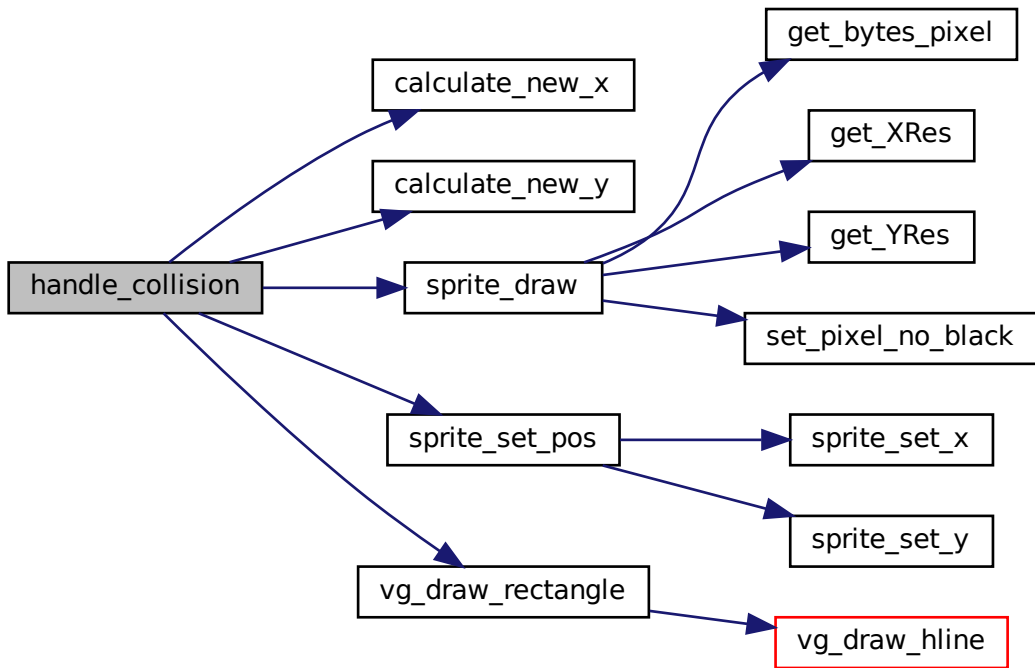 get_bytes_pixel
calculate_new_x
get_XRes
calculate_new_y
get_YRes
handle_collision
sprite_draw
set_pixel_no_black
sprite_set_pos
sprite_set_x
sprite_set_y
vg_draw_rectangle
vg_draw_hline